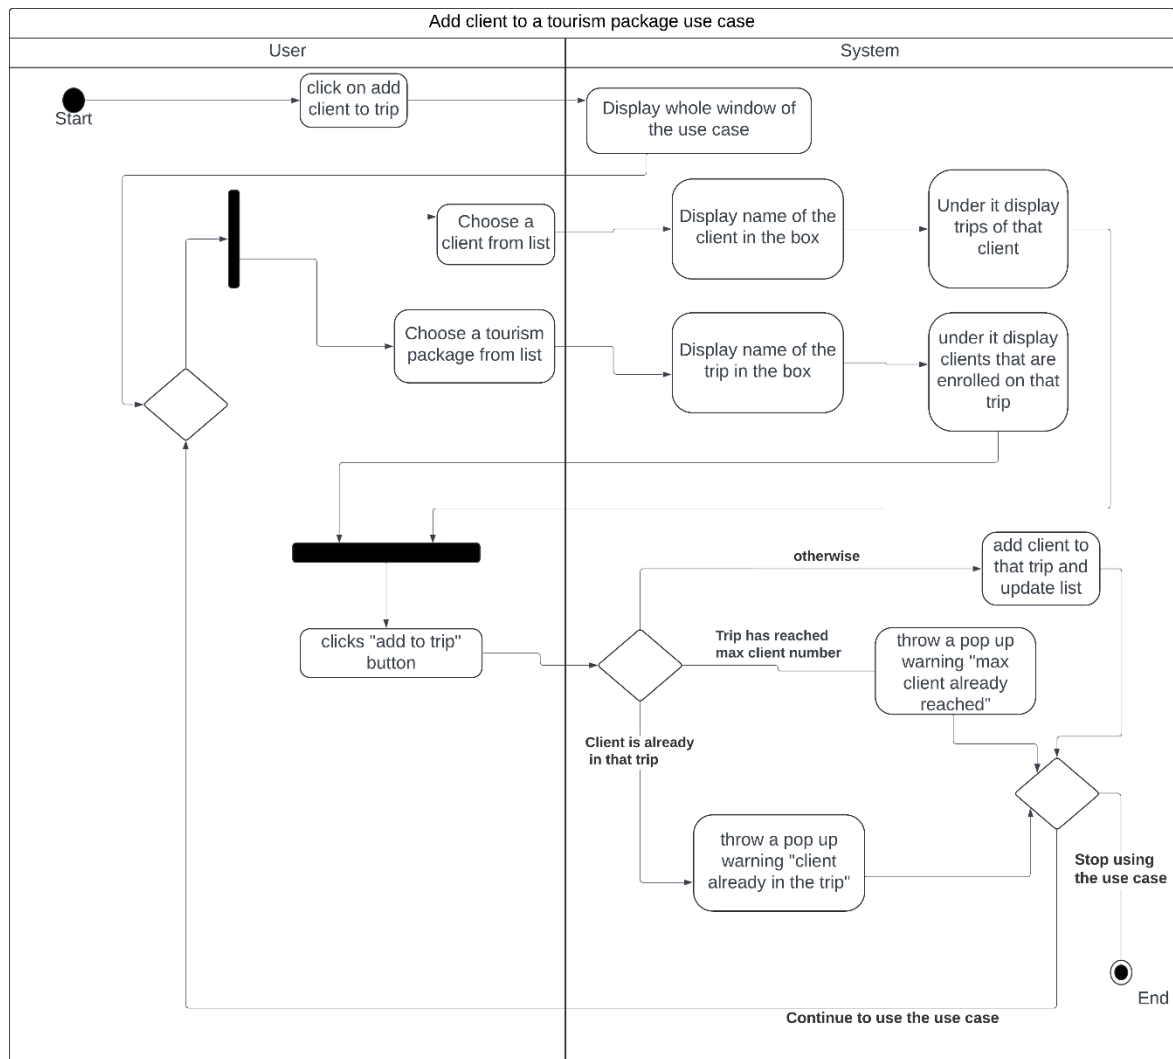 Add client to a tourism package use case
User
System
Start
click on add
client to trip
Display whole window of
the use case
Choose a
client from list
Display name of the
client in the box
Under it display
trips of that
client
Choose a tourism
package from list
Display name of the
trip in the box
under it display
clients that are
enrolled on that
trip
otherwise
add client to
that trip and
update list
clicks "add to trip"
button
Trip has reached
max client number
throw a pop up
warning "max
client already
reached"
Client is already
in that trip
throw a pop up
warning "client
already in the trip"
Stop using
the use case
End
Continue to use the use case